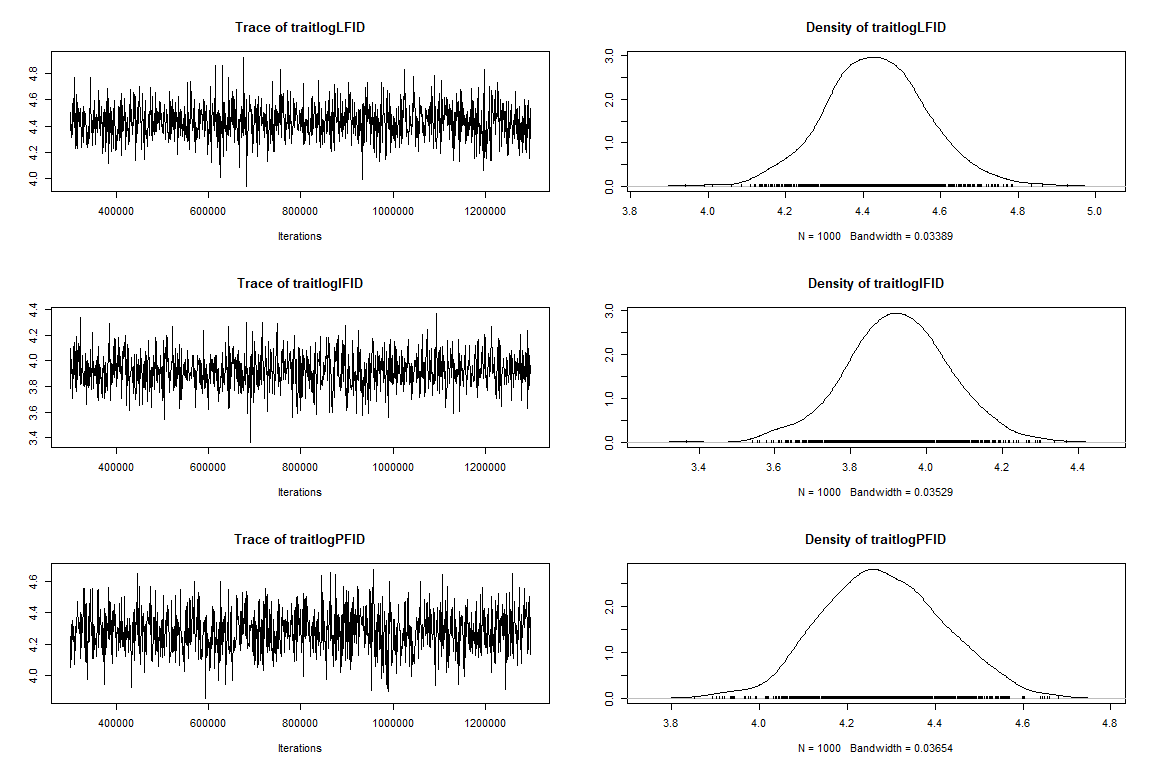 Trace of traitlogLFID
4.0 4.2 4.4 4.6 4.8
400000 600000 800000 1000000 1200000
Iterations
Density of traitlogLFID
0.0 1.0 2.0 3.0
3.8 4.0 4.2 4.4 4.6 4.8 5.0
N = 1000 Bandwidth = 0.03389
Trace of traitlogIFID
3.4 3.6 3.8 4.0 4.2 4.4
400000 600000 800000 1000000 1200000
Iterations
Density of traitlogIFID
0.0 1.0 2.0 3.0
3.4 3.6 3.8 4.0 4.2 4.4
N = 1000 Bandwidth = 0.03529
Trace of traitlogPFID
4.0 4.2 4.4 4.6
400000 600000 800000 1000000 1200000
Iterations
Density of traitlogPFID
0.0 1.0 2.0
3.8 4.0 4.2 4.4 4.6 4.8
N = 1000 Bandwidth = 0.03654